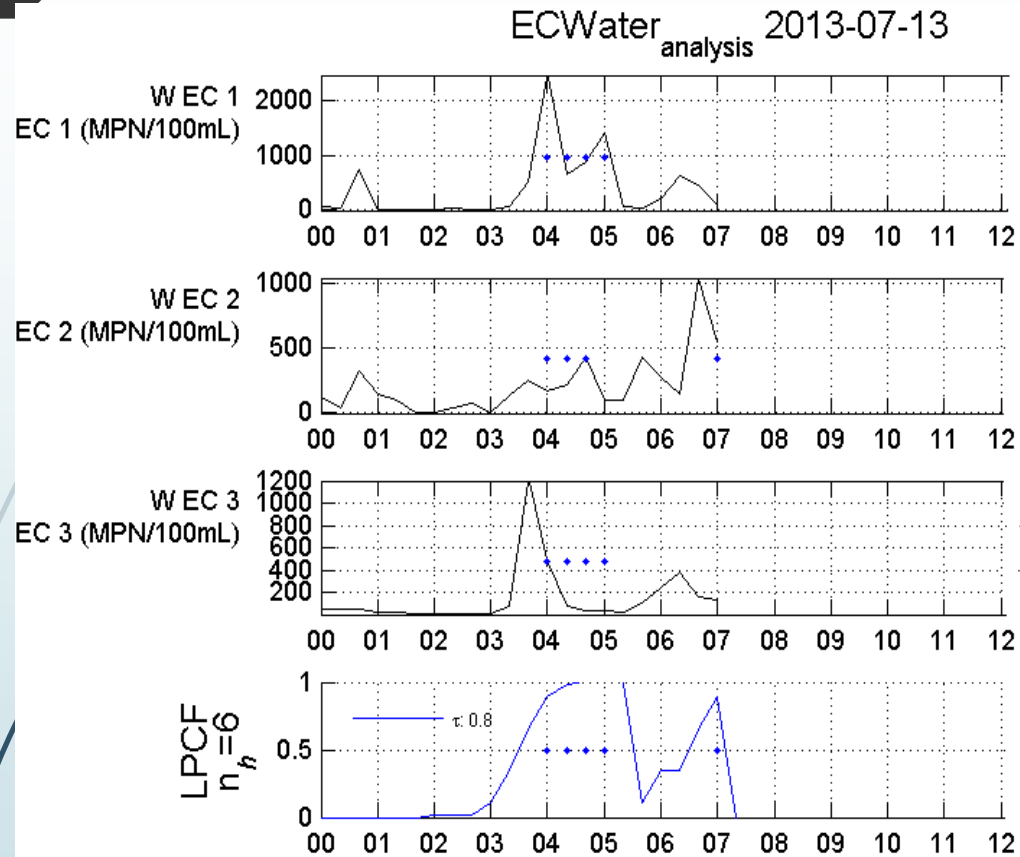 ECWater_analysis 2013-07-13
W EC 1
EC 1 (MPN/100mL)
2000
1000
0
00 01 02 03 04 05 06 07 08 09 10 11 12
W EC 2
EC 2 (MPN/100mL)
1000
500
0
00 01 02 03 04 05 06 07 08 09 10 11 12
W EC 3
EC 3 (MPN/100mL)
1200
1000
800
600
400
200
00 01 02 03 04 05 06 07 08 09 10 11 12
LPCF
n_h=6
1
0.5
0
τ: 0.8
00 01 02 03 04 05 06 07 08 09 10 11 12